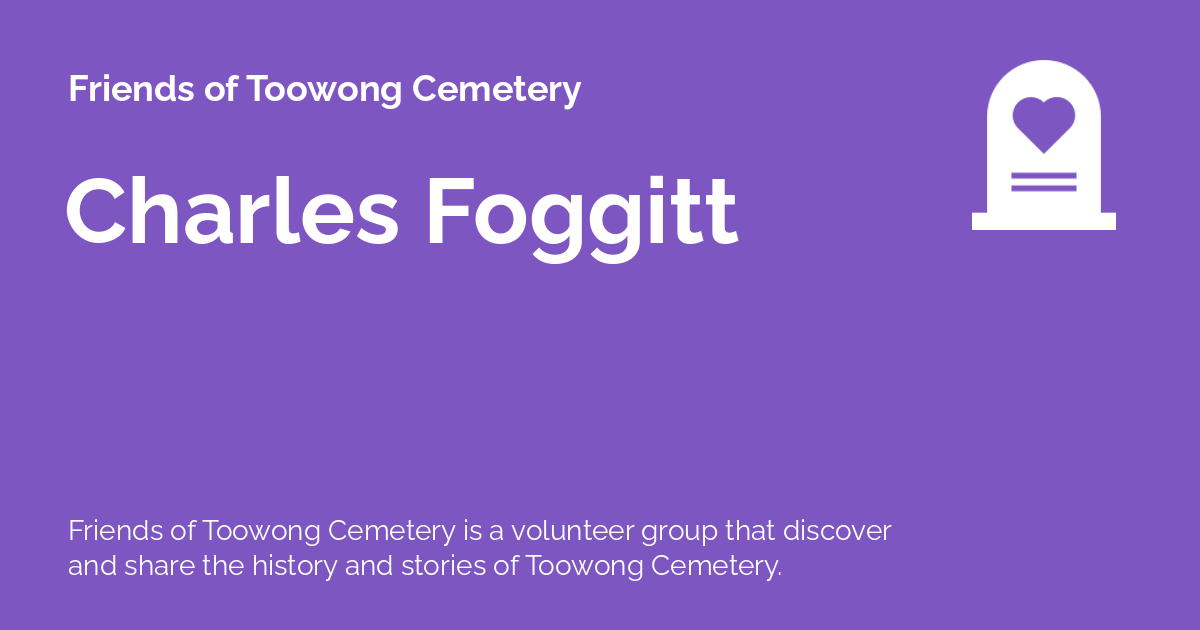 Friends of Toowong Cemetery
Charles Foggitt
Friends of Toowong Cemetery is a volunteer group that discover
and share the history and stories of Toowong Cemetery.